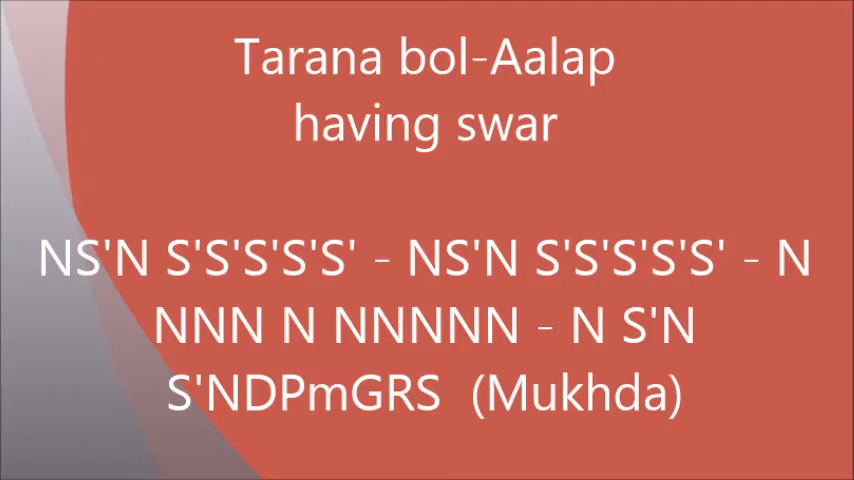 Tarana bol-Aalap
having swar
NS'N S'S'S'S'S' - NS'N S'S'S'S'S' - N
NNN N NNNNN - N S'N
S'NDPmGRS (Mukhda)